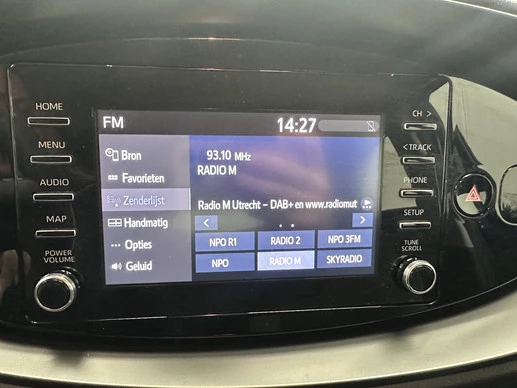 FM
14:27
HOME
MENU
AUDIO
MAP
POWER
VOLUME
Bron
Favorieten
Zenderlijst
Handmatig
Opties
Geluid
93.10 MHz
RADIO M
Radio M Utrecht – DAB+ en www.radiomut
NPO R1 RADIO 2 NPO 3FM
NPO RADIO M SKYRADIO
CH >
< TRACK
PHONE
SETUP
TUNE
SCROLL